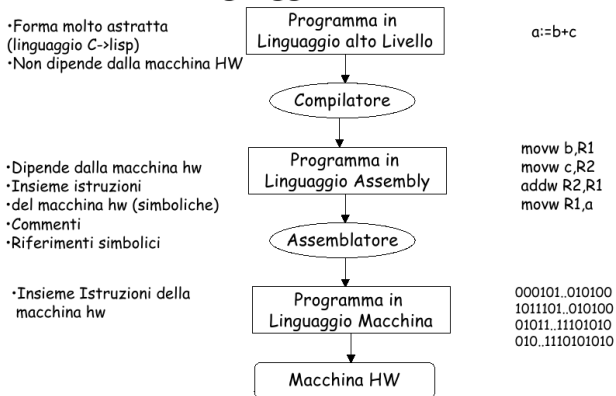 ·Forma molto astratta
(linguaggio C->lisp)
·Non dipende dalla macchina HW
Programma in
Linguaggio alto Livello
a:=b+c
Compilatore
·Dipende dalla macchina hw
·Insieme istruzioni
·del macchina hw (simboliche)
·Commenti
·Riferimenti simbolici
Programma in
Linguaggio Assembly
movw b,R1
movw c,R2
addw R2,R1
movw R1,a
Assemblatore
·Insieme Istruzioni della
macchina hw
Programma in
Linguaggio Macchina
000101..010100
1011101..010100
01011..11101010
010..1110101010
Macchina HW